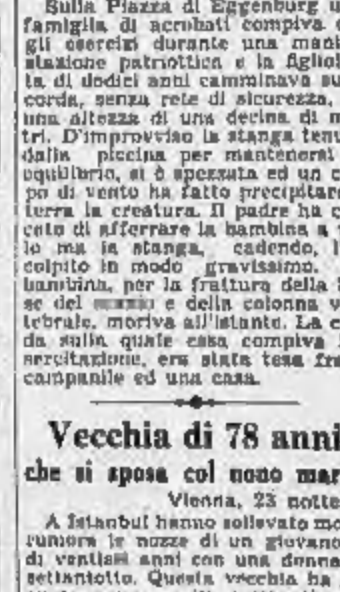 Sulla Piazza di Eggenburg u
famiglia di acrobati compiva
gli esercizi durante una mani
stazione patriottica e la figliol
ta di dodici anni camminava su
corda, senza rete di sicurezza,
una altezza di una decina di m
tri. D'improvviso la stanga tenu
dalla piccina per mantenersi
equilibrio, si è spezzata ed un c
po di vento ha fatto precipitare
terra la creatura. Il padre ha c
cato di afferrare la bambina a v
lo ma la stanga, cadendo, l'
colpito in modo gravissimo.
bambina, per la frattura della
se del e della colonna v
tebrale, moriva all'istante. La c
da sulla quale essa compiva
sercitazione, era stata tesa fra
campanile ed una casa.
Vecchia di 78 anni
che si sposa col nono mar
Vienna, 23 notte
A Istanbul hanno sollevato mo
rumore le nozze di un giovano
di ventisei anni con una donna
settantotto. Questa vecchia ha